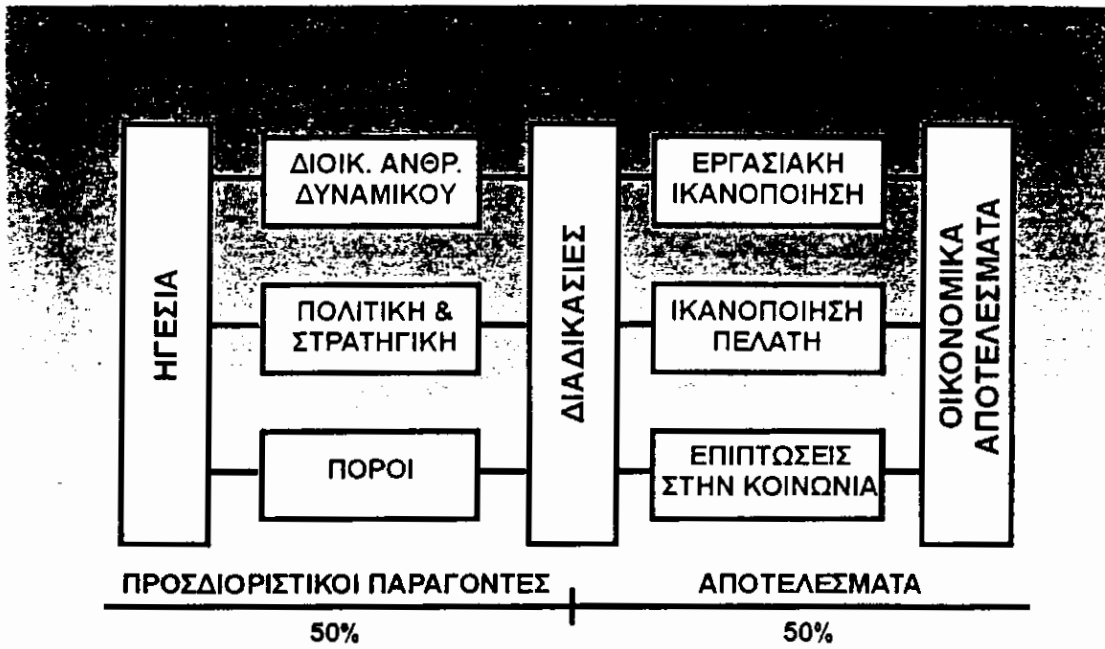 ΗΓΕΣΙΑ
ΔΙΟΙΚ. ΑΝΘΡ.
ΔΥΝΑΜΙΚΟΥ
ΠΟΛΙΤΙΚΗ &
ΣΤΡΑΤΗΓΙΚΗ
ΠΟΡΟΙ
ΔΙΑΔΙΚΑΣΙΕΣ
ΕΡΓΑΣΙΑΚΗ
ΙΚΑΝΟΠΟΙΗΣΗ
ΙΚΑΝΟΠΟΙΗΣΗ
ΠΕΛΑΤΗ
ΕΠΙΠΤΩΣΕΙΣ
ΣΤΗΝ ΚΟΙΝΩΝΙΑ
ΟΙΚΟΝΟΜΙΚΑ
ΑΠΟΤΕΛΕΣΜΑΤΑ
ΠΡΟΣΔΙΟΡΙΣΤΙΚΟΙ ΠΑΡΑΓΟΝΤΕΣ
ΑΠΟΤΕΛΕΣΜΑΤΑ
50%
50%